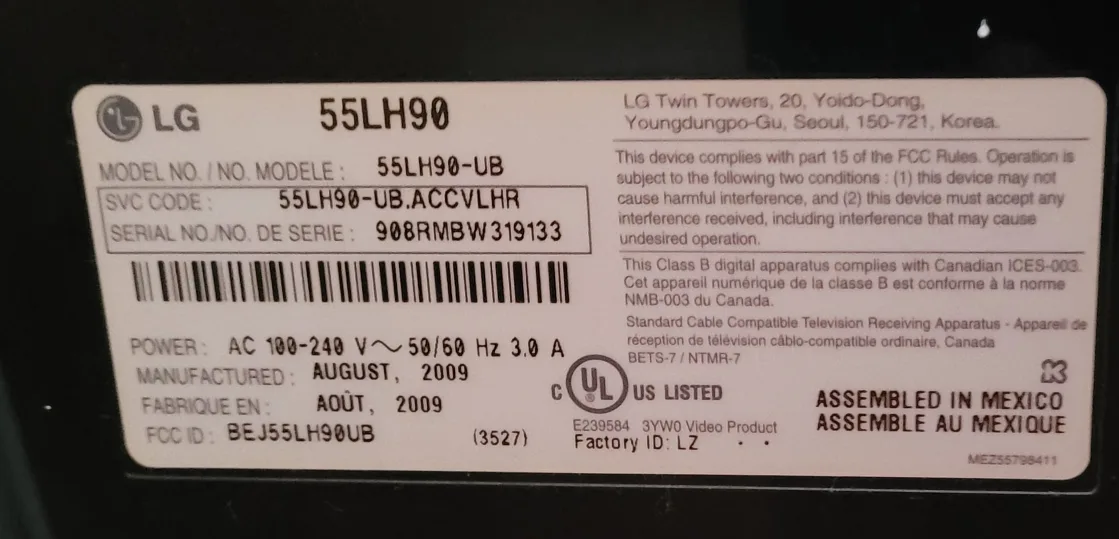 LG 55LH90
MODEL NO. / NO. MODELE : 55LH90-UB
SVC CODE : 55LH90-UB.ACCVLHR
SERIAL NO./NO. DE SERIE : 908RMBW319133
POWER : AC 100-240 V~ 50/60 Hz 3.0 A
MANUFACTURED : AUGUST, 2009
FABRIQUE EN : AOÛT, 2009
FCC ID : BEJ55LH90UB (3527)
LG Twin Towers, 20, Yoido-Dong,
Youngdungpo-Gu, Seoul, 150-721, Korea.
This device complies with part 15 of the FCC Rules. Operation is
subject to the following two conditions : (1) this device may not
cause harmful interference, and (2) this device must accept any
interference received, including interference that may cause
undesired operation.
This Class B digital apparatus complies with Canadian ICES-003.
Cet appareil numérique de la classe B est conforme à la norme
NMB-003 du Canada.
Standard Cable Compatible Television Receiving Apparatus - Appareil de
réception de télévision câblo-compatible ordinaire, Canada
BETS-7 / NTMR-7
C UL ® US LISTED
E239584 3YW0 Video Product
Factory ID: LZ
ASSEMBLED IN MEXICO
ASSEMBLE AU MEXIQUE
MEZ55798411